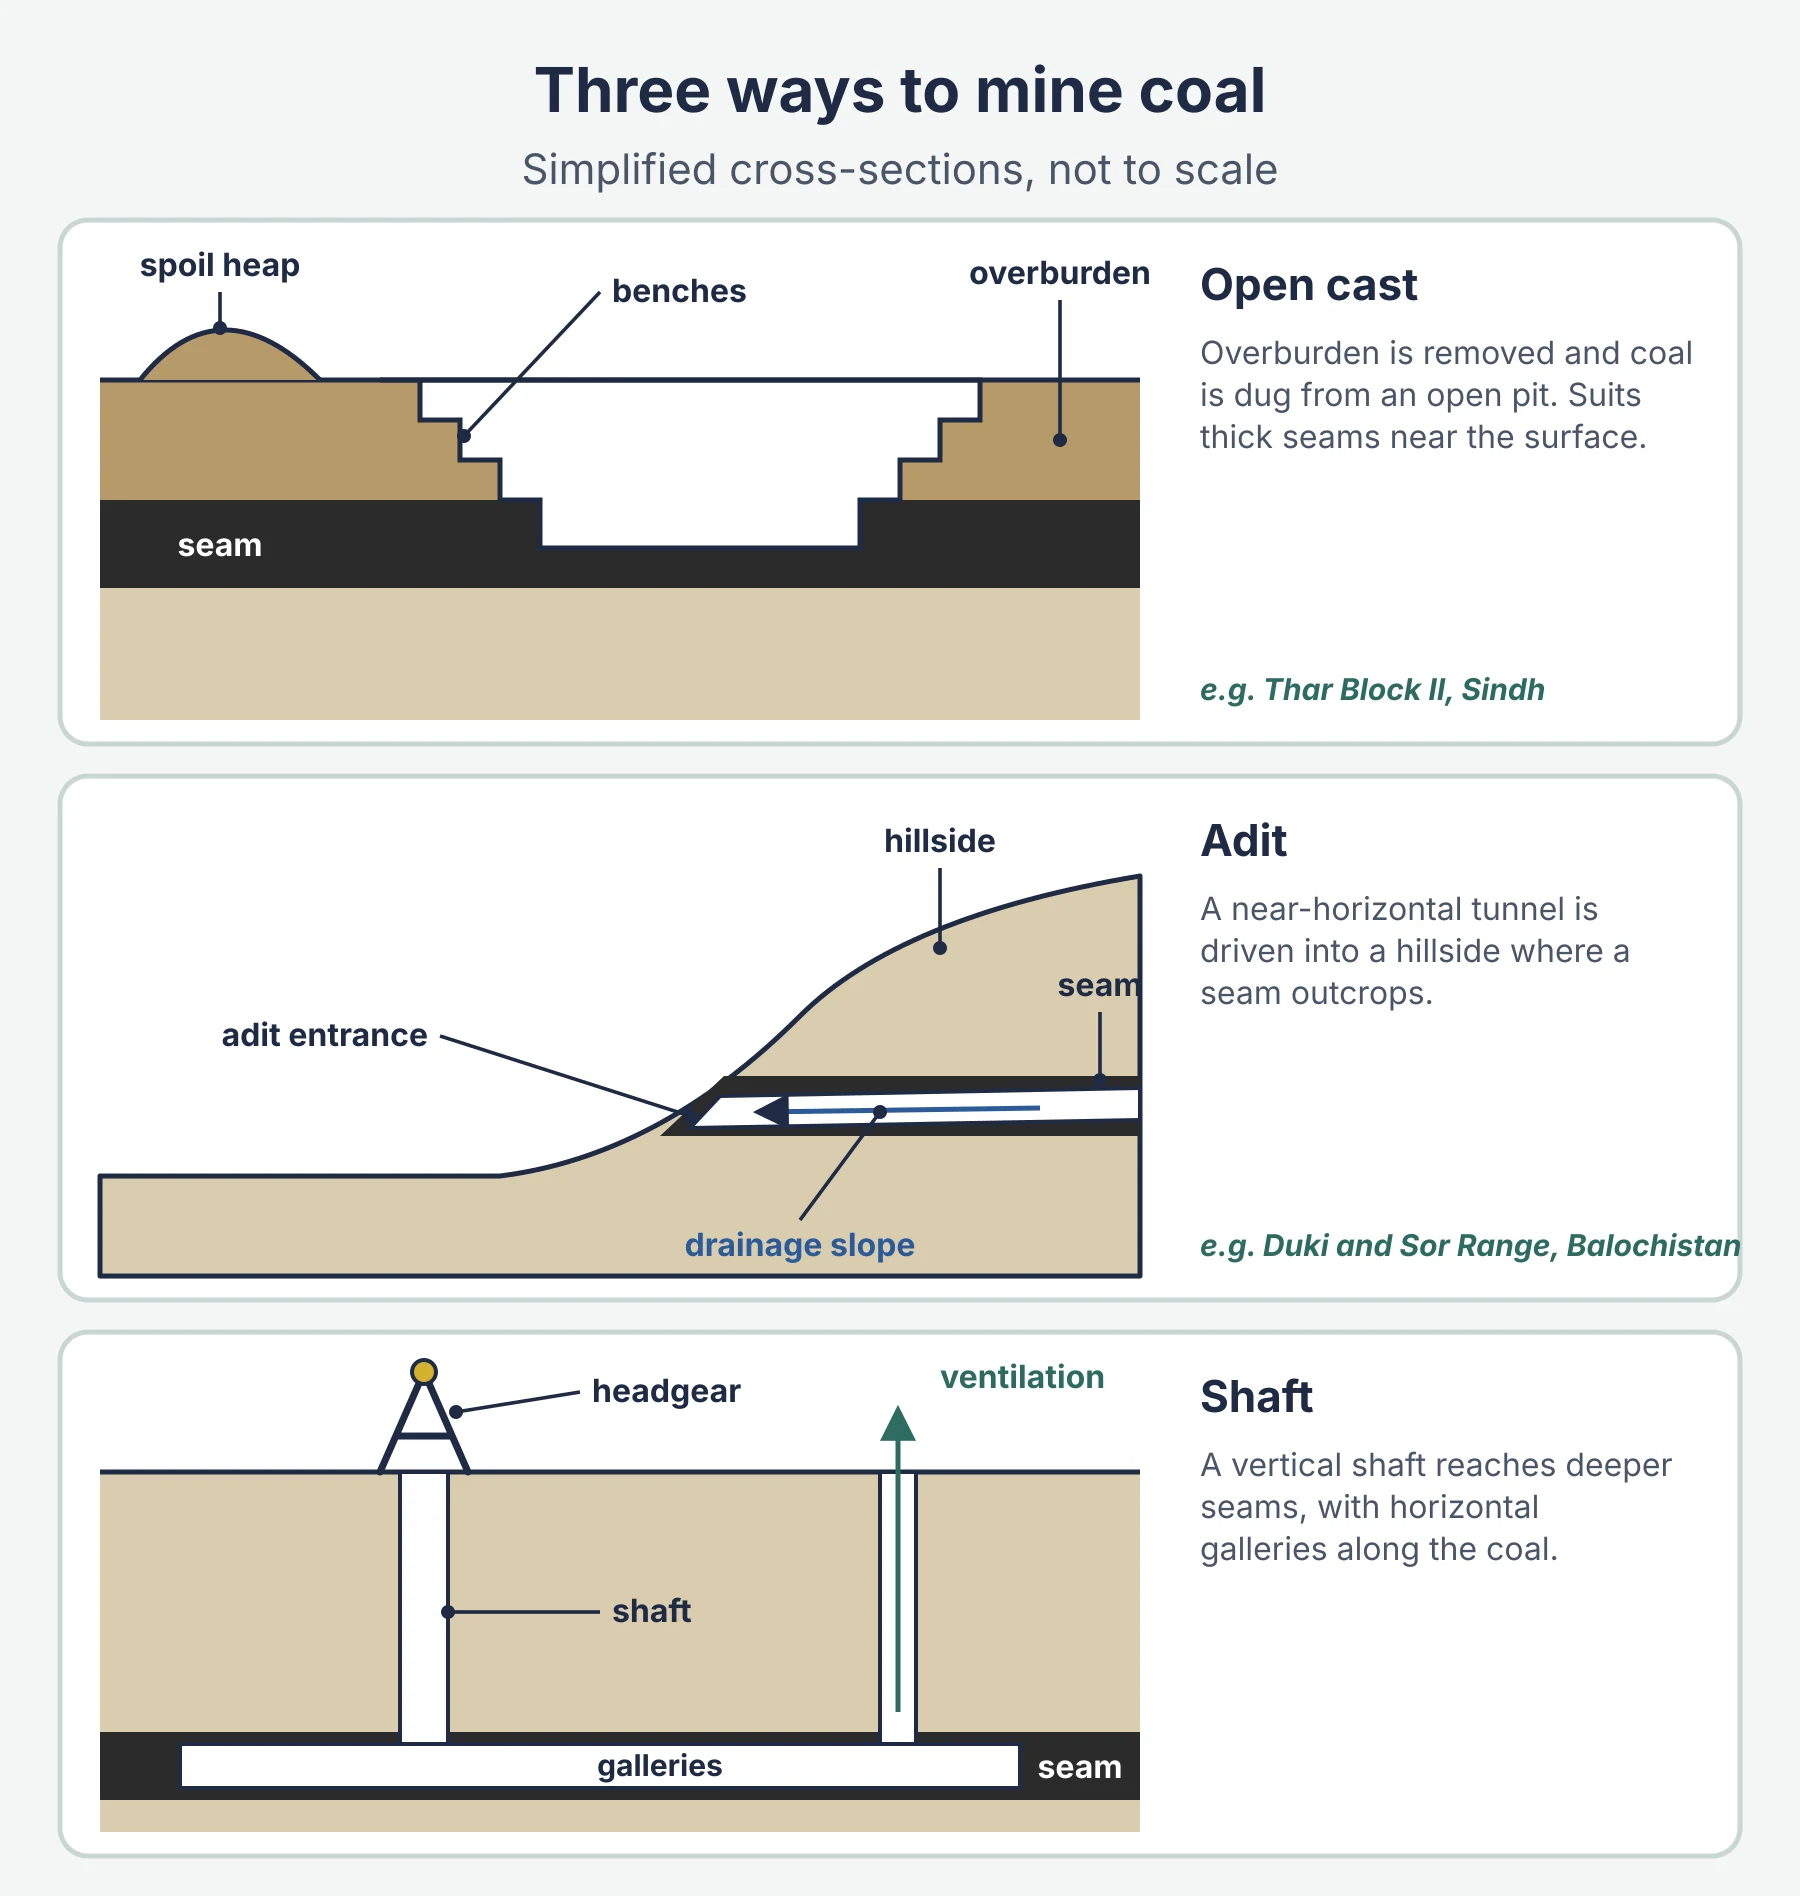 Three ways to mine coal
Simplified cross-sections, not to scale
spoil heap
benches
overburden
seam
Open cast
Overburden is removed and coal
is dug from an open pit. Suits
thick seams near the surface.
e.g. Thar Block II, Sindh
hillside
seam
adit entrance
drainage slope
Adit
A near-horizontal tunnel is
driven into a hillside where a
seam outcrops.
e.g. Duki and Sor Range, Balochistan
headgear
ventilation
shaft
galleries
seam
Shaft
A vertical shaft reaches deeper
seams, with horizontal
galleries along the coal.